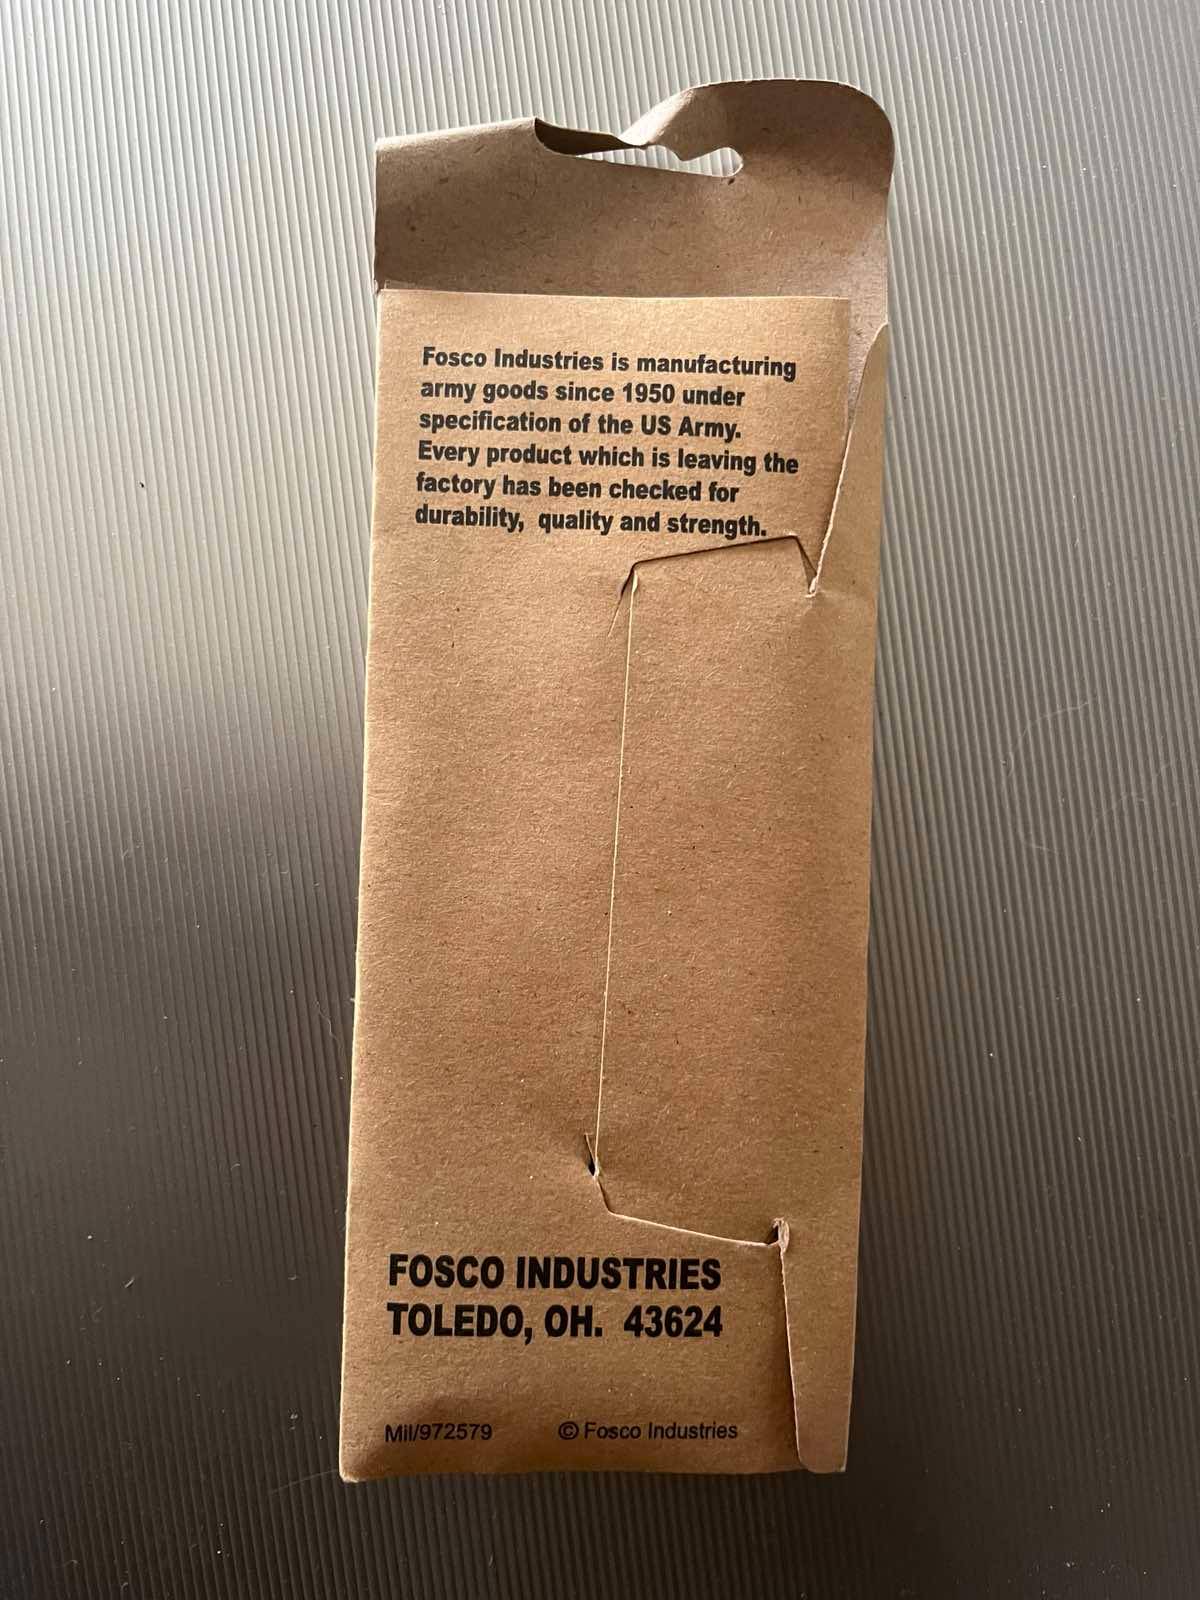 Fosco Industries is manufacturing
army goods since 1950 under
specification of the US Army.
Every product which is leaving the
factory has been checked for
durability,  quality and strength.
FOSCO INDUSTRIES
TOLEDO, OH.  43624
Mil/972579 © Fosco Industries